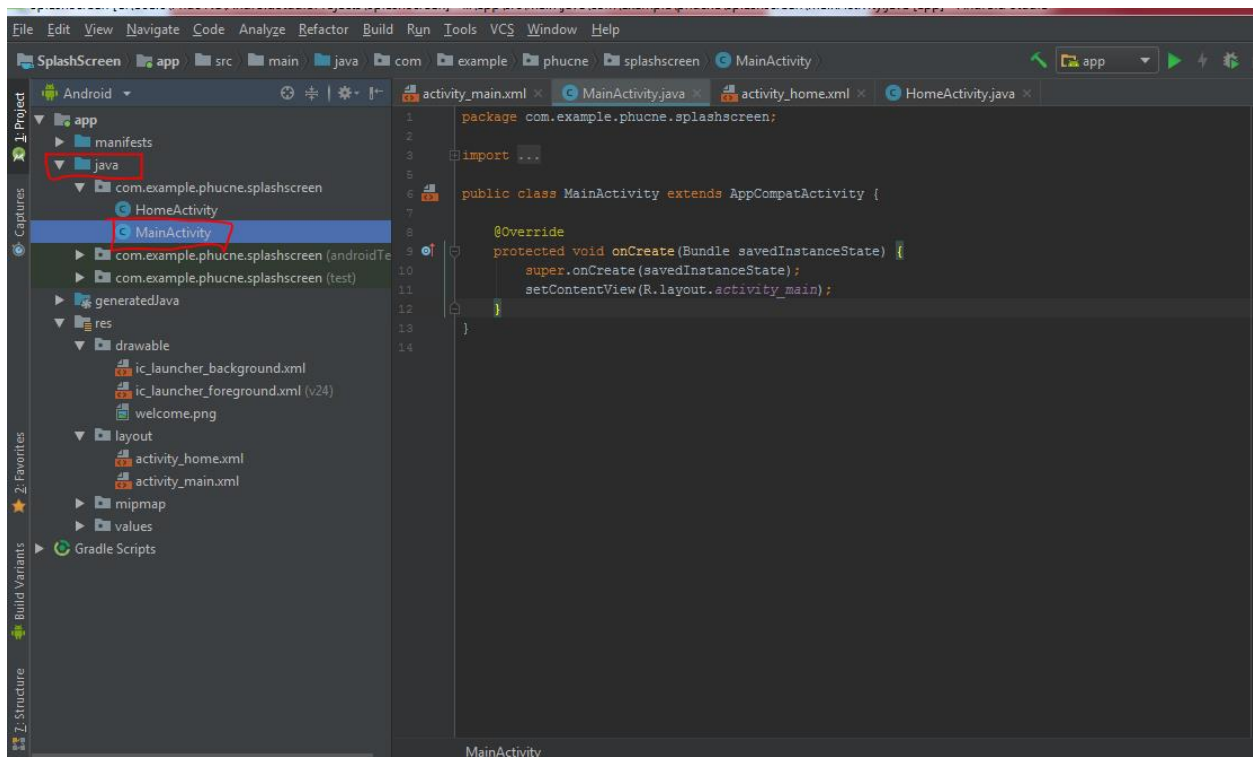 File Edit View Navigate Code Analyze Refactor Build Run Tools VCS Window Help
SplashScreen app src main java com example phucne splashscreen MainActivity app
Android
activity_main.xml MainActivity.java activity_home.xml HomeActivity.java
1: Project
Captures
2: Favorites
Build Variants
7: Structure
app
manifests
java
com.example.phucne.splashscreen
HomeActivity
MainActivity
com.example.phucne.splashscreen (androidTe
com.example.phucne.splashscreen (test)
generatedJava
res
drawable
ic_launcher_background.xml
ic_launcher_foreground.xml (v24)
welcome.png
layout
activity_home.xml
activity_main.xml
mipmap
values
Gradle Scripts
1 package com.example.phucne.splashscreen;
2
3 import ...
5
6 public class MainActivity extends AppCompatActivity {
7
8 @Override
9 protected void onCreate(Bundle savedInstanceState) {
10 super.onCreate(savedInstanceState);
11 setContentView(R.layout.activity_main);
12 }
13 }
14
MainActivity